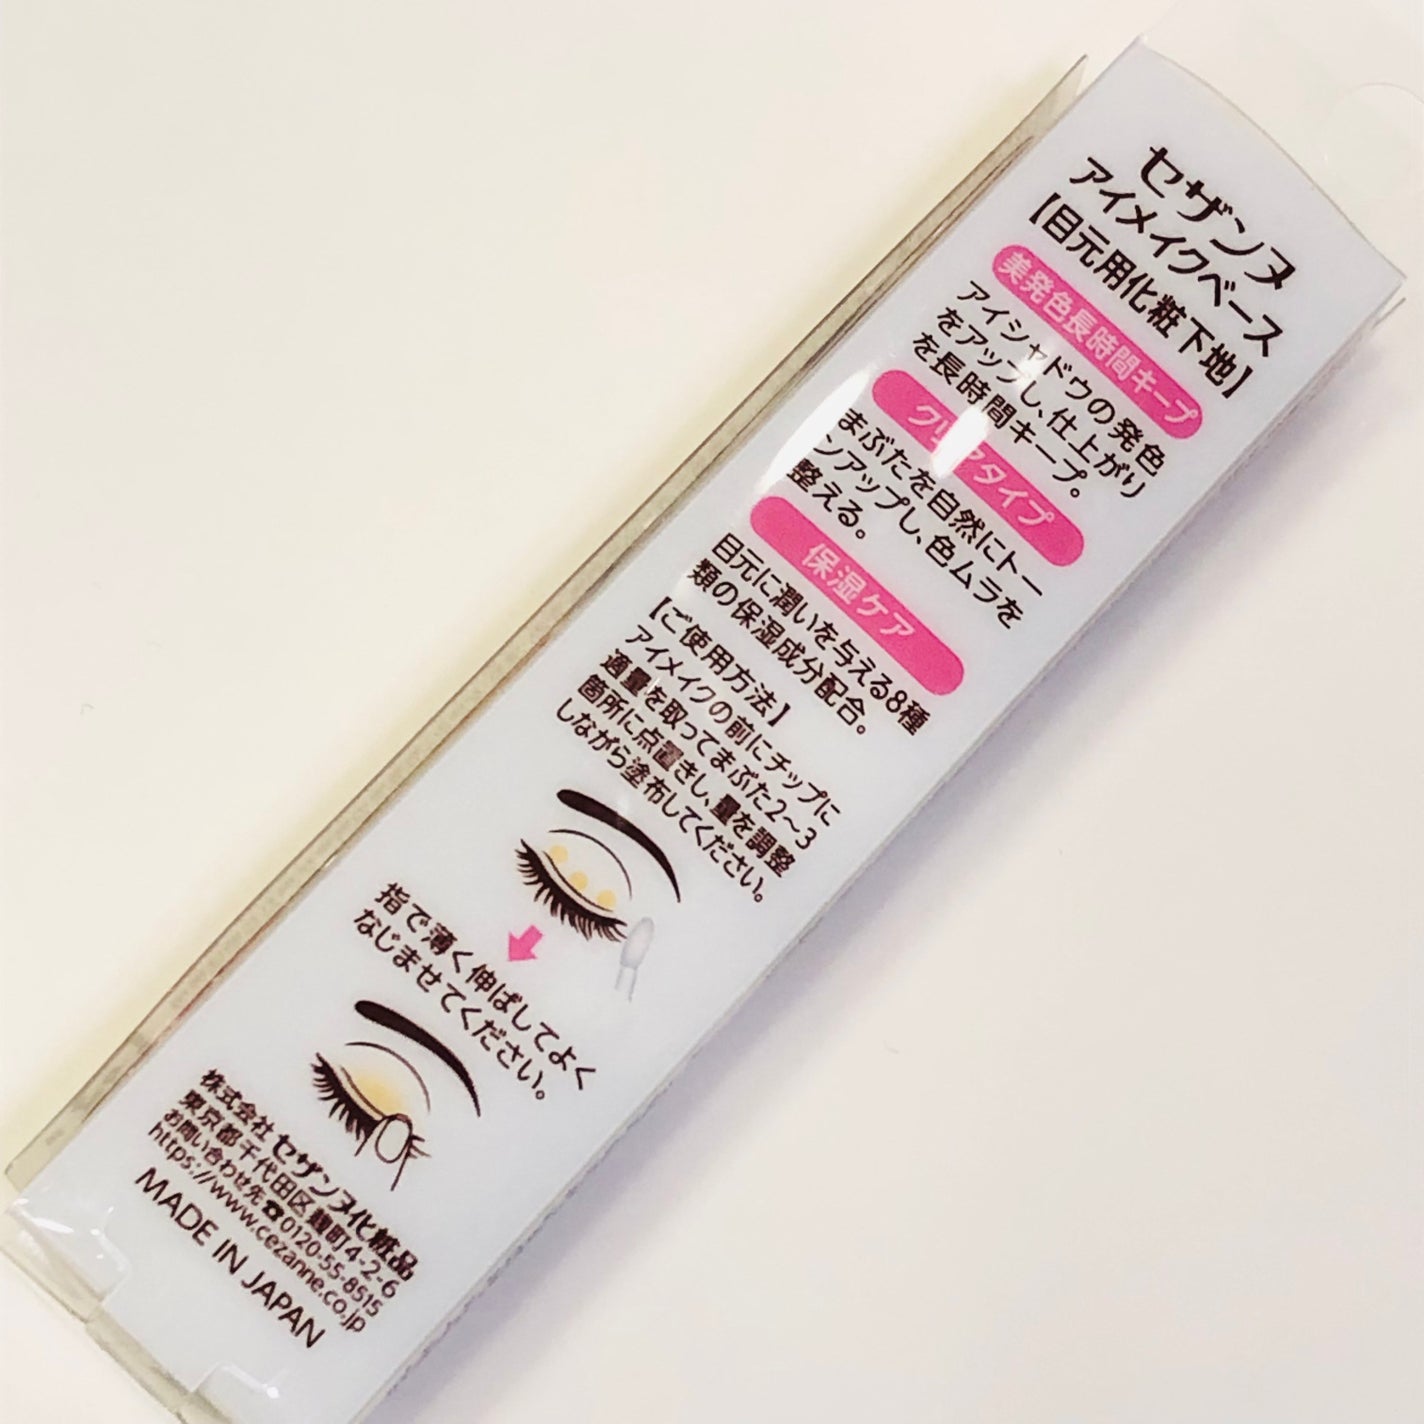 セザンヌ
アイメイクベース
【目元用化粧下地】
美発色長時間キープ
アイシャドウの発色
をアップし、仕上がり
を長時間キープ。
クリアタイプ
まぶたを自然にトー
ンアップし、色ムラを
整える。
保湿ケア
目元に潤いを与える8種
類の保湿成分配合。
【ご使用方法】
アイメイクの前にチップに
適量を取ってまぶた2〜3
箇所に点置きし、量を調整
しながら塗布してください。
指で薄く伸ばしてよく
なじませてください。
株式会社 セザンヌ化粧品
東京都千代田区麹町4-2-6
お問い合わせ先☎0120-55-8515
https://www.cezanne.co.jp
MADE IN JAPAN